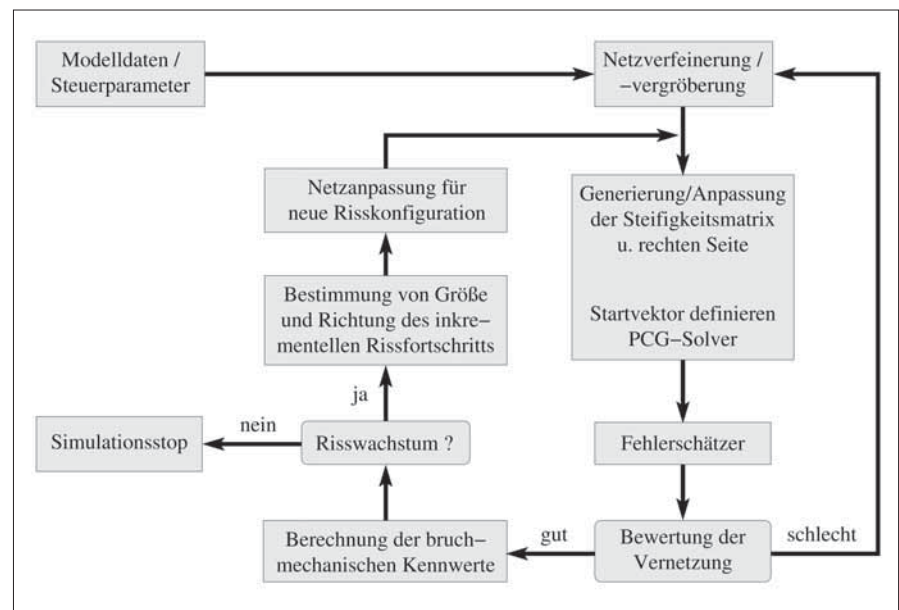 Modelldaten /
Steuerparameter
Netzverfeinerung /
−vergröberung
Netzanpassung für
neue Risskonfiguration
Generierung/Anpassung
der Steifigkeitsmatrix
u. rechten Seite
Startvektor definieren
PCG−Solver
Bestimmung von Größe
und Richtung des inkre−
mentellen Rissfortschritts
ja
nein
Simulationsstop
Risswachstum ?
Fehlerschätzer
Berechnung der bruch−
mechanischen Kennwerte
gut
Bewertung der
Vernetzung
schlecht